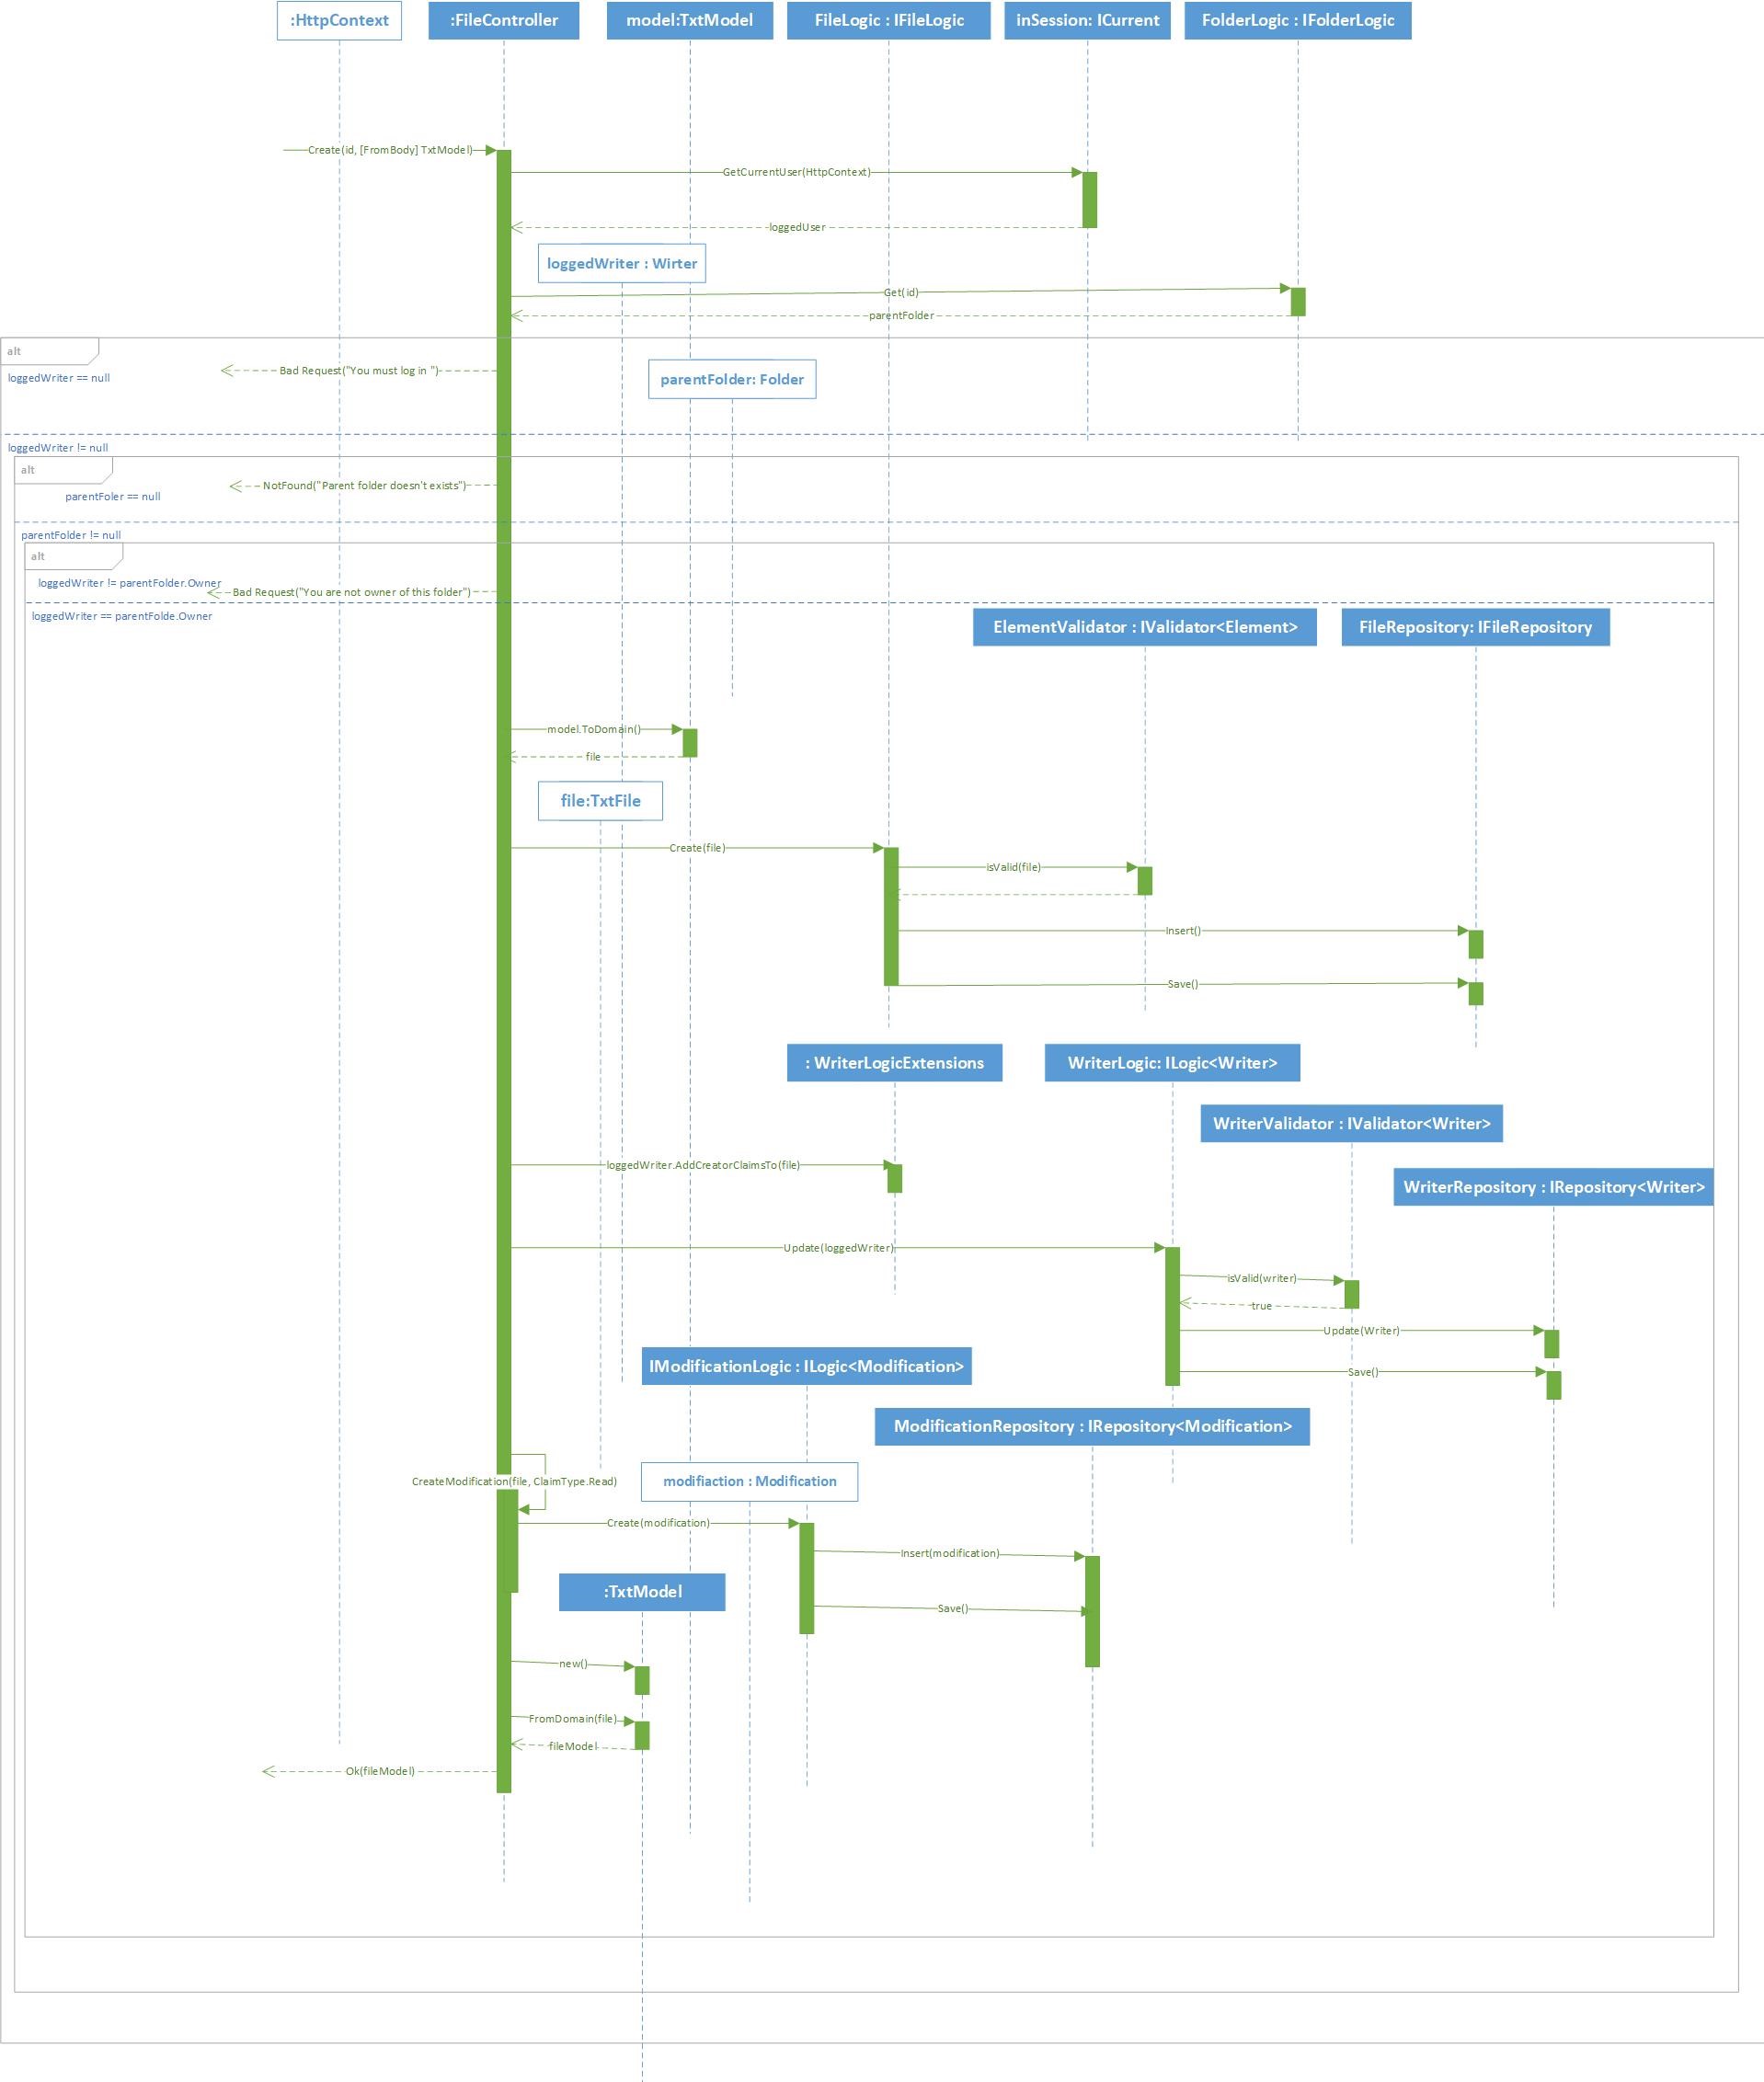 :HttpContext
:FileController
model:TxtModel
FileLogic : IFileLogic
inSession: ICurrent
FolderLogic : IFolderLogic
Create(id, [FromBody] TxtModel)
GetCurrentUser(HttpContext)
loggedUser
loggedWriter : Wirter
Get(id)
parentFolder
alt
Bad Request("You must log in ")
loggedWriter == null
parentFolder: Folder
loggedWriter != null
alt
NotFound("Parent folder doesn't exists")
parentFoler == null
parentFolder != null
alt
loggedWriter != parentFolder.Owner
Bad Request("You are not owner of this folder")
loggedWriter == parentFolde.Owner
ElementValidator : IValidator<Element>
FileRepository: IFileRepository
model.ToDomain()
file
file:TxtFile
Create(file)
isValid(file)
Insert()
Save()
: WriterLogicExtensions
WriterLogic: ILogic<Writer>
WriterValidator : IValidator<Writer>
loggedWriter.AddCreatorClaimsTo(file)
WriterRepository : IRepository<Writer>
Update(loggedWriter)
isValid(writer)
true
Update(Writer)
IModificationLogic : ILogic<Modification>
Save()
ModificationRepository : IRepository<Modification>
CreateModification(file, ClaimType.Read)
modifiaction : Modification
Create(modification)
Insert(modification)
:TxtModel
Save()
new()
FromDomain(file)
fileModel
Ok(fileModel)